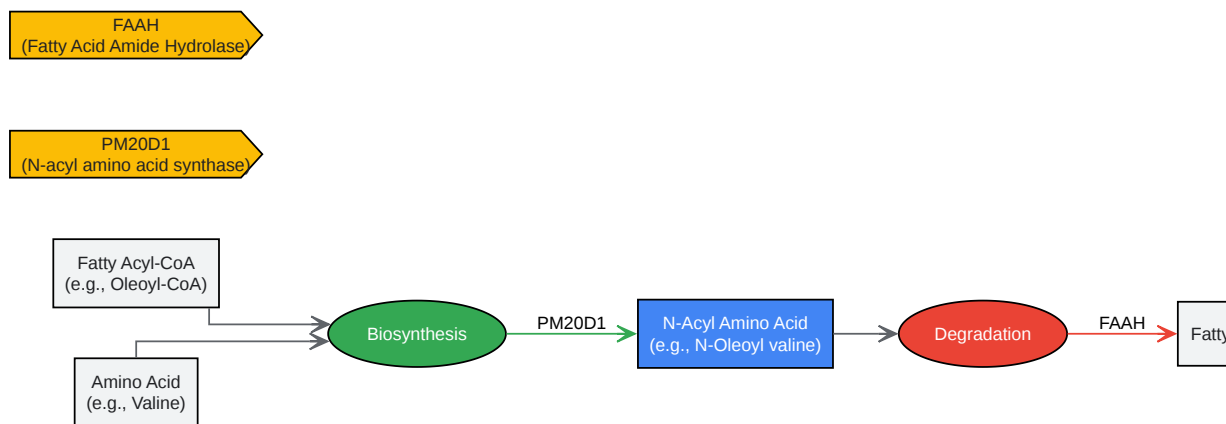 FAAH
(Fatty Acid Amide Hydrolase)
PM20D1
(N-acyl amino acid synthase)
Fatty Acyl-CoA
(e.g., Oleoyl-CoA)
Amino Acid
(e.g., Valine)
Biosynthesis
PM20D1
N-Acyl Amino Acid
(e.g., N-Oleoyl valine)
Degradation
FAAH
Fatty